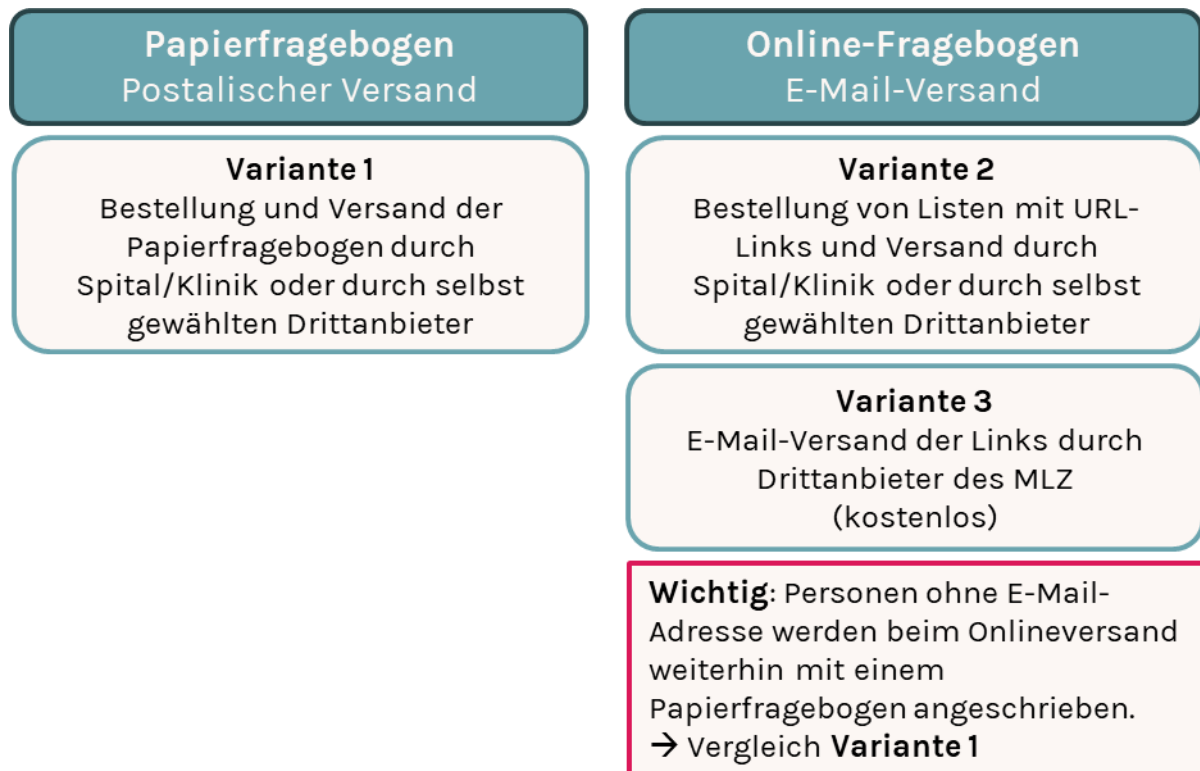 Papierfragebogen
Postalischer Versand
Variante 1
Bestellung und Versand der
Papierfragebogen durch
Spital/Klinik oder durch selbst
gewählten Drittanbieter
Online-Fragebogen
E-Mail-Versand
Variante 2
Bestellung von Listen mit URL-
Links und Versand durch
Spital/Klinik oder durch selbst
gewählten Drittanbieter
Variante 3
E-Mail-Versand der Links durch
Drittanbieter des MLZ
(kostenlos)
Wichtig: Personen ohne E-Mail-
Adresse werden beim Onlineversand
weiterhin mit einem
Papierfragebogen angeschrieben.
→ Vergleich Variante 1